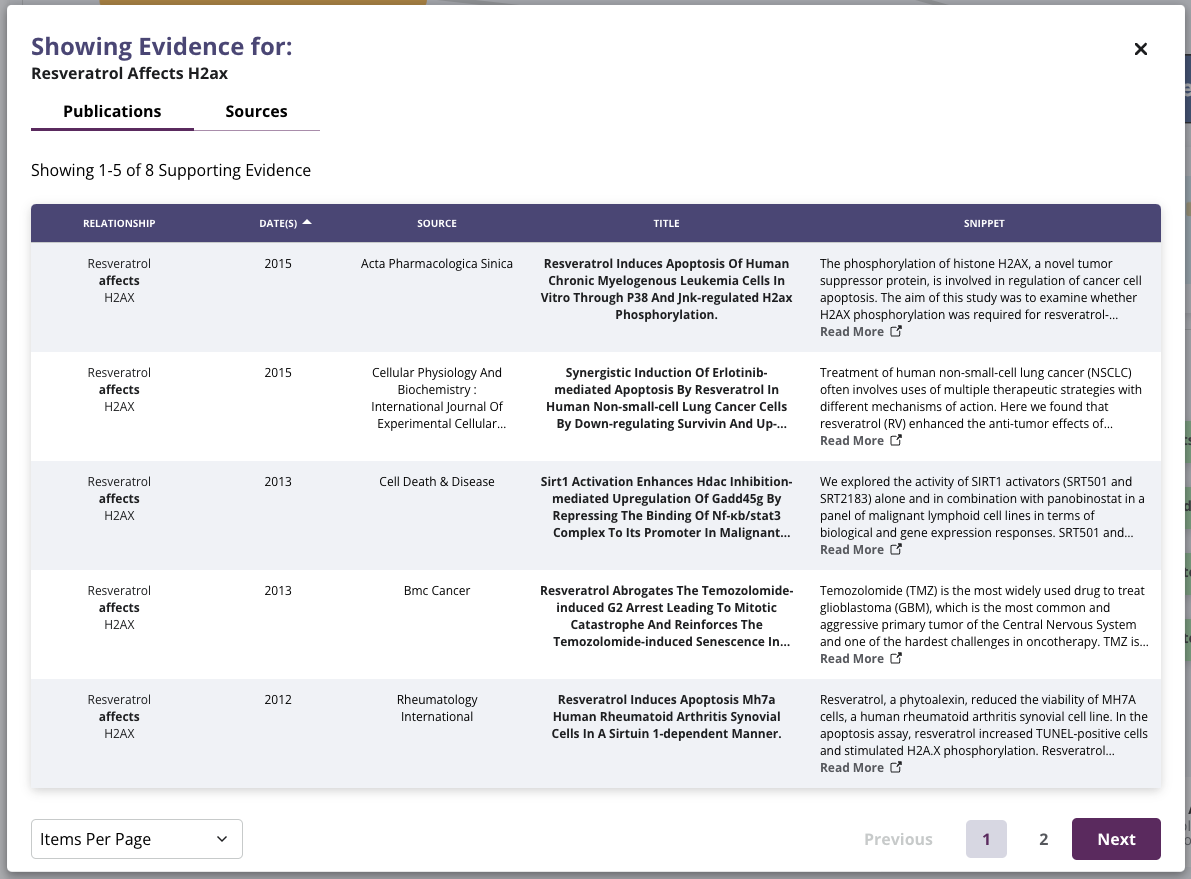 Showing Evidence for:
Resveratrol Affects H2ax
Publications
Sources
Showing 1-5 of 8 Supporting Evidence
RELATIONSHIP
DATE(S)
SOURCE
TITLE
SNIPPET
Resveratrol
affects
H2AX
2015
Acta Pharmacologica Sinica
Resveratrol Induces Apoptosis Of Human
Chronic Myelogenous Leukemia Cells In
Vitro Through P38 And Jnk-regulated H2ax
Phosphorylation.
The phosphorylation of histone H2AX, a novel tumor
suppressor protein, is involved in regulation of cancer cell
apoptosis. The aim of this study was to examine whether
H2AX phosphorylation was required for resveratrol-...
Read More
Resveratrol
affects
H2AX
2015
Cellular Physiology And
Biochemistry :
International Journal Of
Experimental Cellular...
Synergistic Induction Of Erlotinib-
mediated Apoptosis By Resveratrol In
Human Non-small-cell Lung Cancer Cells
By Down-regulating Survivin And Up-...
Treatment of human non-small-cell lung cancer (NSCLC)
often involves uses of multiple therapeutic strategies with
different mechanisms of action. Here we found that
resveratrol (RV) enhanced the anti-tumor effects of...
Read More
Resveratrol
affects
H2AX
2013
Cell Death & Disease
Sirt1 Activation Enhances Hdac Inhibition-
mediated Upregulation Of Gadd45g By
Repressing The Binding Of Nf-κb/stat3
Complex To Its Promoter In Malignant...
We explored the activity of SIRT1 activators (SRT501 and
SRT2183) alone and in combination with panobinostat in a
panel of malignant lymphoid cell lines in terms of
biological and gene expression responses. SRT501 and...
Read More
Resveratrol
affects
H2AX
2013
Bmc Cancer
Resveratrol Abrogates The Temozolomide-
induced G2 Arrest Leading To Mitotic
Catastrophe And Reinforces The
Temozolomide-induced Senescence In...
Temozolomide (TMZ) is the most widely used drug to treat
glioblastoma (GBM), which is the most common and
aggressive primary tumor of the Central Nervous System
and one of the hardest challenges in oncotherapy. TMZ is...
Read More
Resveratrol
affects
H2AX
2012
Rheumatology
International
Resveratrol Induces Apoptosis Mh7a
Human Rheumatoid Arthritis Synovial
Cells In A Sirtuin 1-dependent Manner.
Resveratrol, a phytoalexin, reduced the viability of MH7A
cells, a human rheumatoid arthritis synovial cell line. In the
apoptosis assay, resveratrol increased TUNEL-positive cells
and stimulated H2A.X phosphorylation. Resveratrol...
Read More
Items Per Page
Previous
1
2
Next